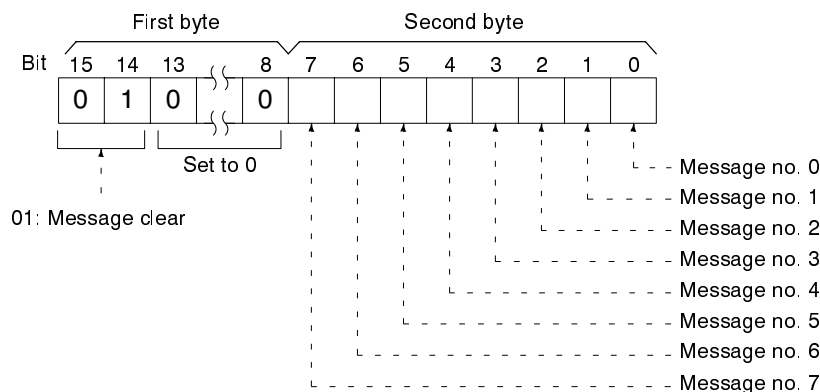 First byte Second byte
Bit 15 14 13 8 7 6 5 4 3 2 1 0
0 1 0 0
Set to 0
01: Message clear
Message no. 0
Message no. 1
Message no. 2
Message no. 3
Message no. 4
Message no. 5
Message no. 6
Message no. 7